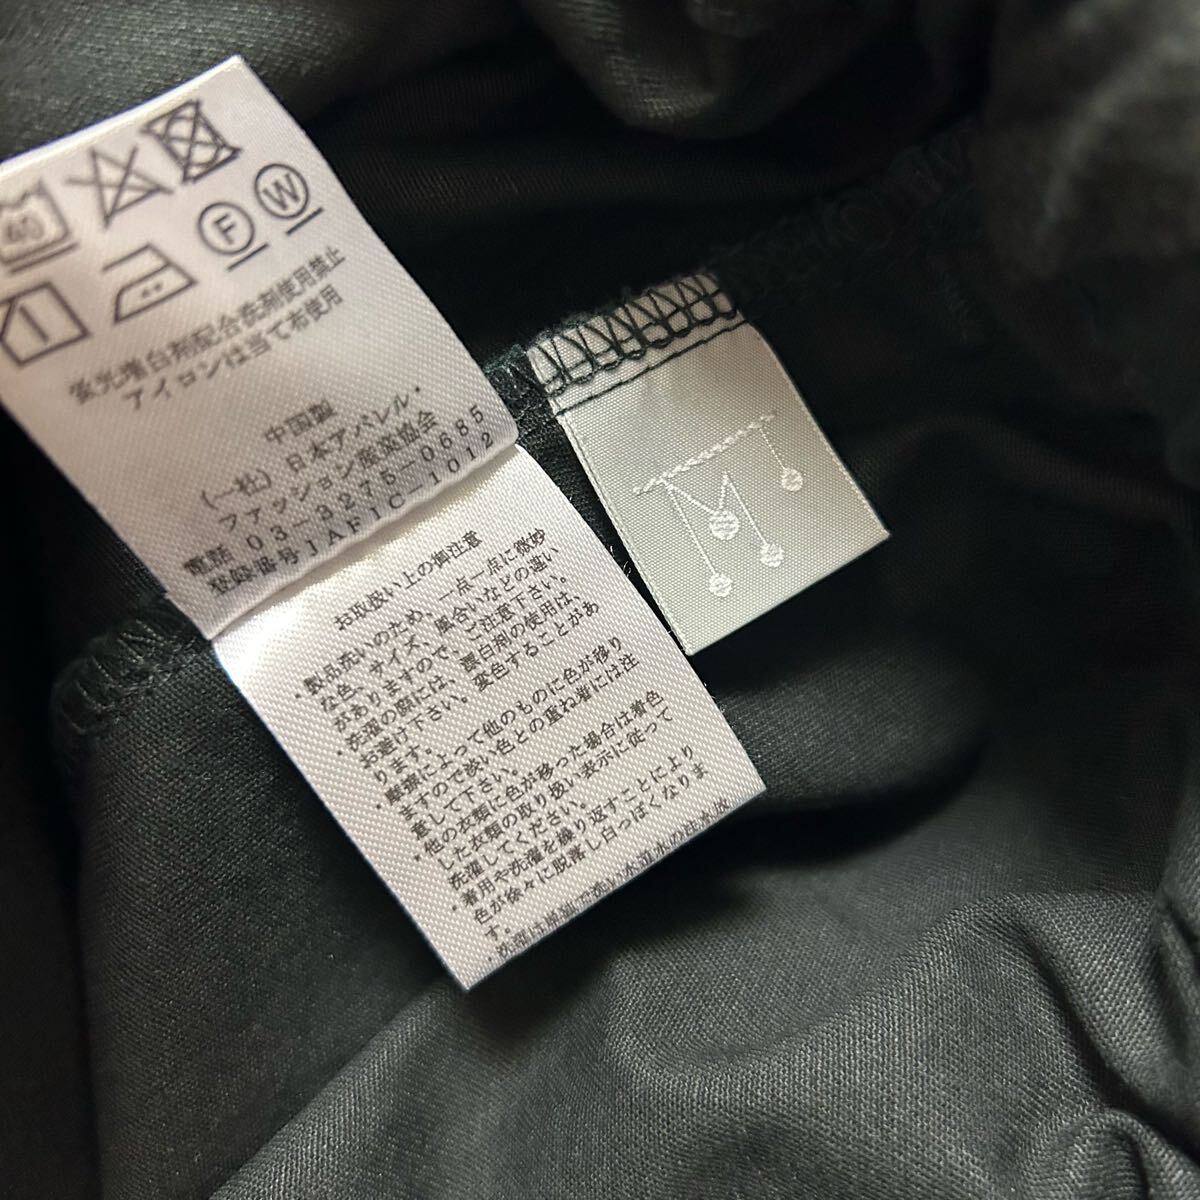 40
F
W
蛍光増白剤配合洗剤使用禁止
アイロンは当て布使用
中国製
(一社)日本アパレル・
ファッション産業協会
電話 03-3275-0685
登録番号JAFIC-1012
お取扱い上の御注意
・製品洗いのため、一点一点に微妙
な色、サイズ、風合いなどの違い
がありますので、ご注意下さい。
・洗濯の際には、漂白剤の使用は、
お避け下さい。変色することがあ
ります。
・摩擦によって他のものに色が移り
ますので淡い色との重ね着には注
意して下さい。
・他の衣類に色が移った場合は着色
した衣類の取り扱い表示に従って
洗濯してください。
・着用や洗濯を繰り返すことにより
色が徐々に脱落し白っぽくなりま
す。